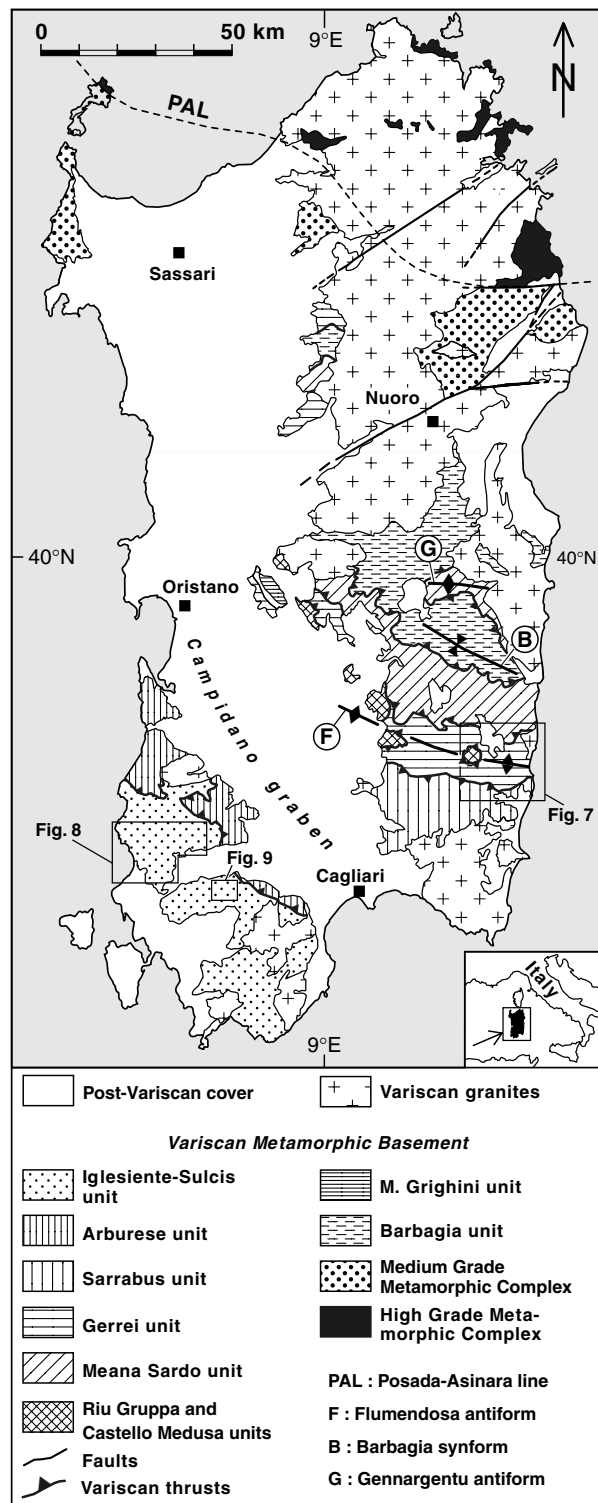 0 50 km
9°E
N
PAL
Sassari
Nuoro
40°N
40°N
G
Oristano
B
Campidano graben
F
Fig. 8
Fig. 9
Fig. 7
Cagliari
Italy
9°E
Post-Variscan cover
Variscan granites
Variscan Metamorphic Basement
Iglesiente-Sulcis
unit
Arburese unit
Sarrabus unit
Gerrei unit
Meana Sardo unit
Riu Gruppa and
Castello Medusa units
Faults
Variscan thrusts
M. Grighini unit
Barbagia unit
Medium Grade
Metamorphic Complex
High Grade Meta-
morphic Complex
PAL : Posada-Asinara line
F : Flumendosa antiform
B : Barbagia synform
G : Gennargentu antiform